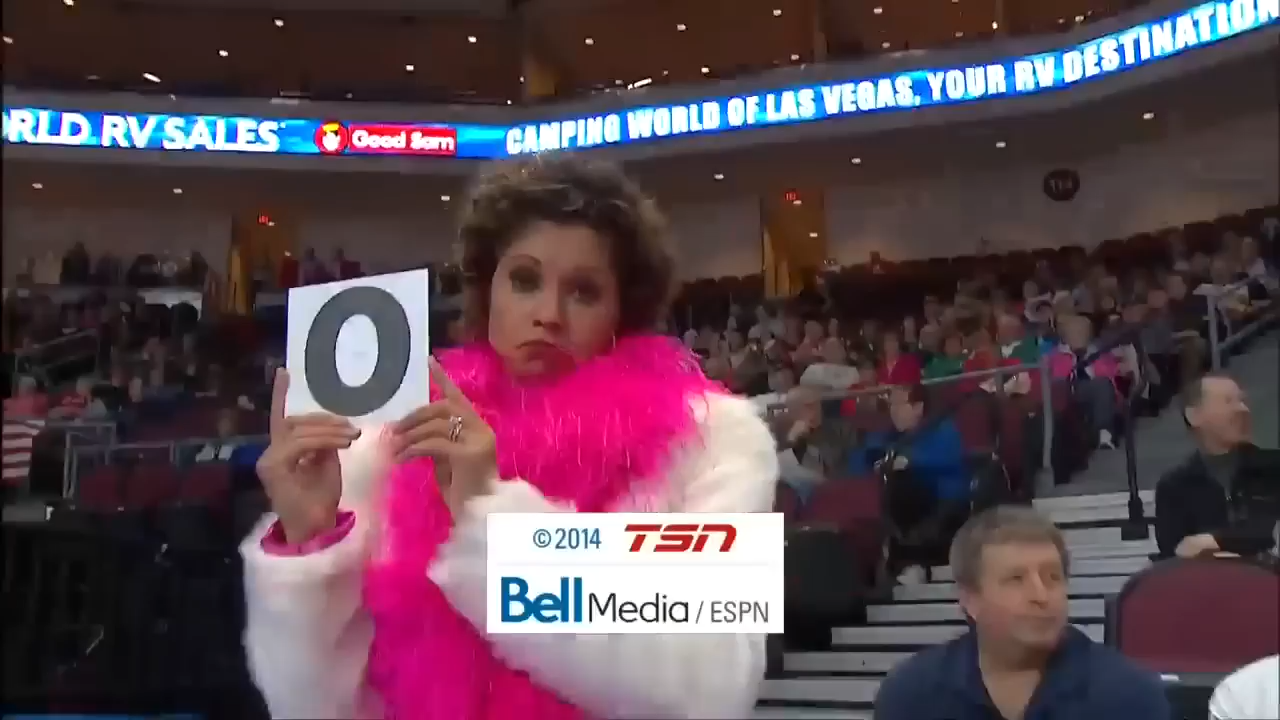 RLD RV SALES
Good Sam
CAMPING WORLD OF LAS VEGAS, YOUR RV DESTINATION
114
0
©2014 TSN
Bell Media / ESPN